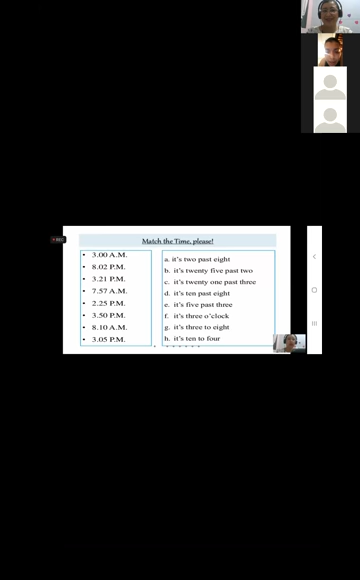 REC
Match the Time, please!
• 3.00 A.M.
• 8.02 P.M.
• 3.21 P.M.
• 7.57 A.M.
• 2.25 P.M.
• 3.50 P.M.
• 8.10 A.M.
• 3.05 P.M.
a. it's two past eight
b. it's twenty five past two
c. it's twenty one past three
d. it's ten past eight
e. it's five past three
f. it's three o'clock
g. it's three to eight
h. it's ten to four